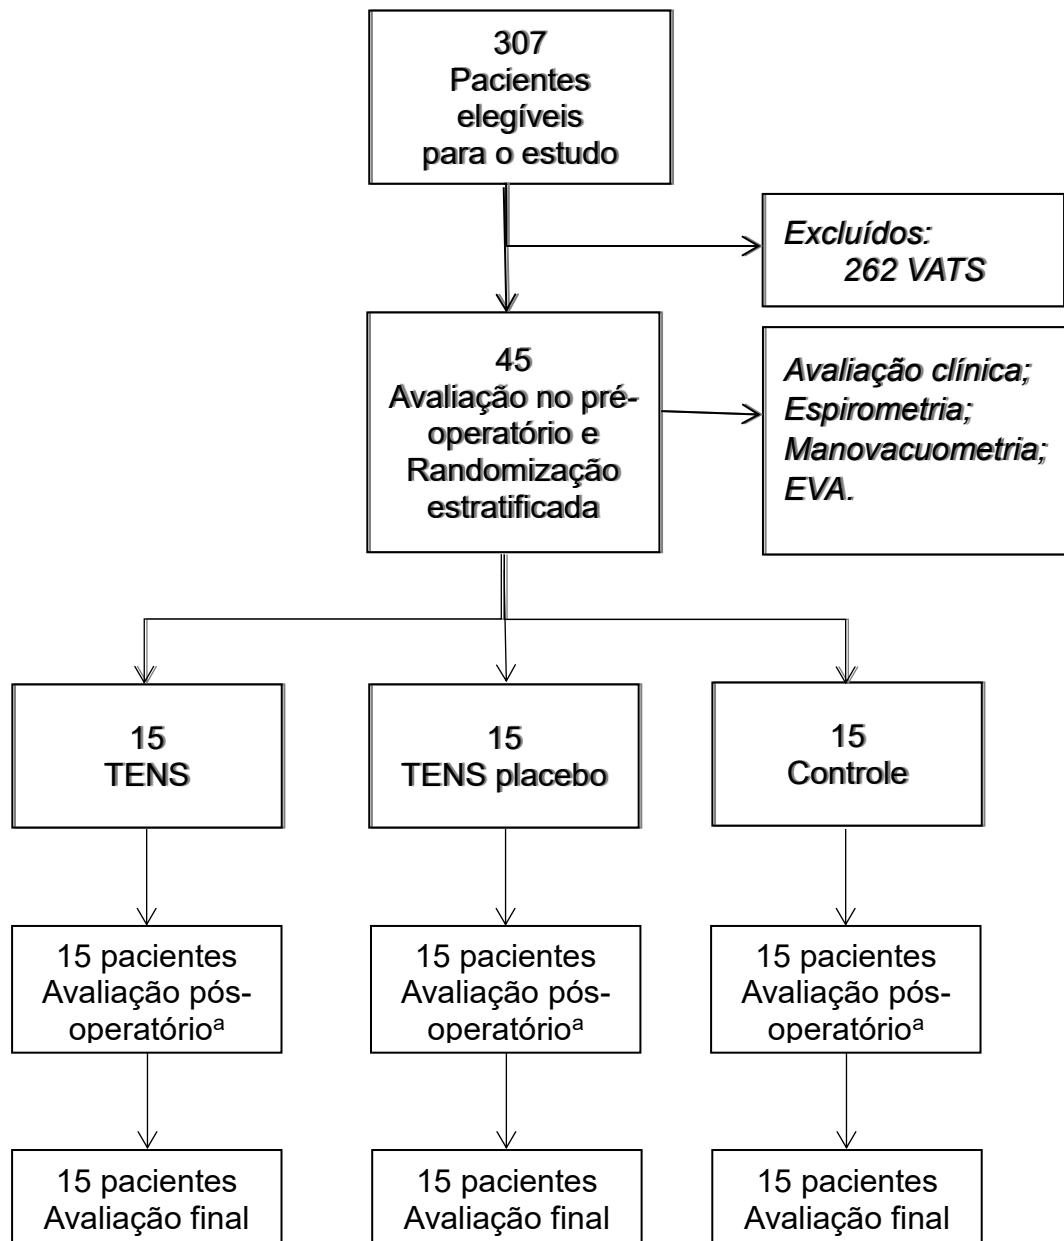 307
Pacientes
elegíveis
para o estudo
Excluídos:
262 VATS
45
Avaliação no pré-
operatório e
Randomização
estratificada
Avaliação clínica;
Espirometria;
Manovacuometria;
EVA.
15
TENS
15
TENS placebo
15
Controle
15 pacientes
Avaliação pós-
operatórioª
15 pacientes
Avaliação pós-
operatórioª
15 pacientes
Avaliação pós-
operatórioª
15 pacientes
Avaliação final
15 pacientes
Avaliação final
15 pacientes
Avaliação final